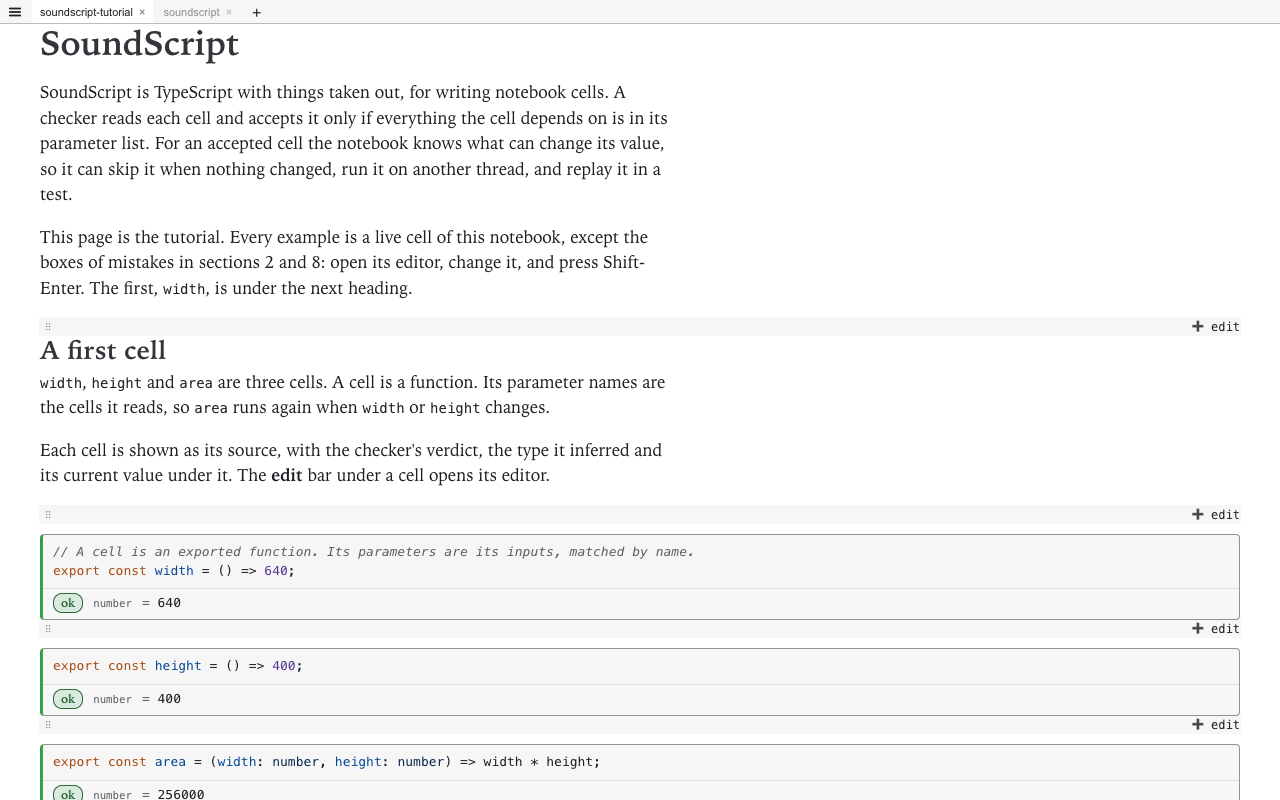 soundscript-tutorial × soundscript × +
SoundScript
SoundScript is TypeScript with things taken out, for writing notebook cells. A
checker reads each cell and accepts it only if everything the cell depends on is in its
parameter list. For an accepted cell the notebook knows what can change its value,
so it can skip it when nothing changed, run it on another thread, and replay it in a
test.
This page is the tutorial. Every example is a live cell of this notebook, except the
boxes of mistakes in sections 2 and 8: open its editor, change it, and press Shift-
Enter. The first, width, is under the next heading.
+ edit
A first cell
width, height and area are three cells. A cell is a function. Its parameter names are
the cells it reads, so area runs again when width or height changes.
Each cell is shown as its source, with the checker's verdict, the type it inferred and
its current value under it. The edit bar under a cell opens its editor.
+ edit
// A cell is an exported function. Its parameters are its inputs, matched by name.
export const width = () => 640;
ok number = 640
+ edit
export const height = () => 400;
ok number = 400
+ edit
export const area = (width: number, height: number) => width * height;
ok number = 256000